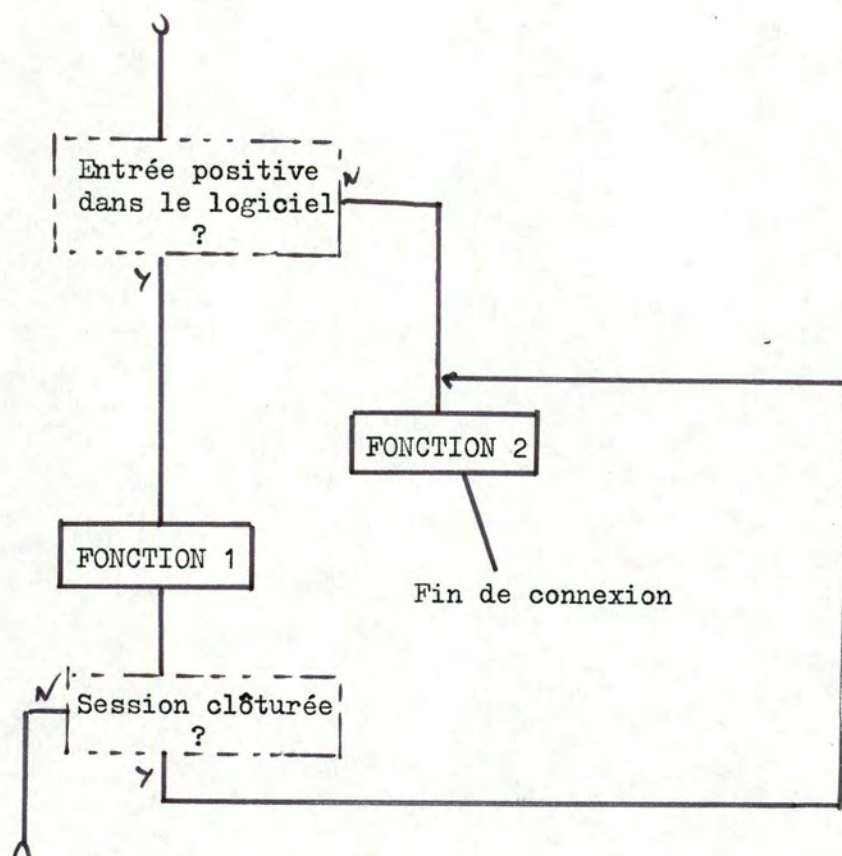 Entrée positive
N
dans le logiciel
?
Y
FONCTION 2
FONCTION 1
Fin de connexion
N
Session clôturée
?
Y